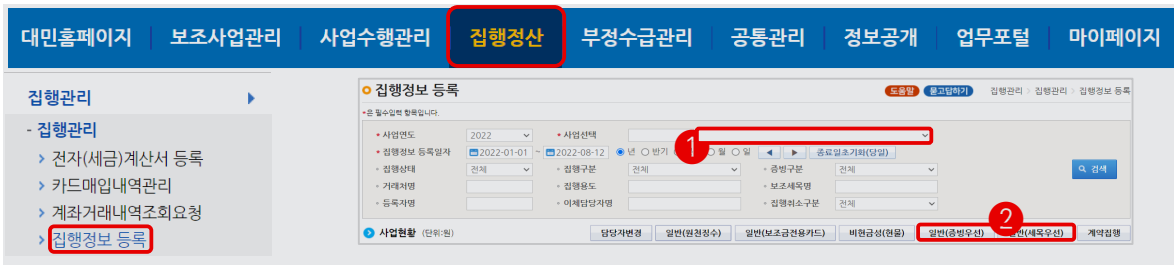 대민홈페이지 보조사업관리 사업수행관리 집행정산 부정수급관리 공통관리 정보공개 업무포털 마이페이지
집행관리
- 집행관리
> 전자(세금)계산서 등록
> 카드매입내역관리
> 계좌거래내역조회요청
> 집행정보 등록
집행정보 등록 도움말 묻고답하기 집행관리 > 집행관리 > 집행정보 등록
*은 필수입력 항목입니다.
* 사업연도 2022 * 사업선택 1
* 집행정보 등록일자 2022-01-01 ~ 2022-08-12 년 반기 월 일 ◀ ▶ 종료일초기화(당일)
집행상태 전체 집행구분 전체 증빙구분 전체 검색
거래처명 집행용도 보조세목명
등록자명 이체담당자명 집행취소구분 전체
사업현황 (단위:원) 담당자변경 일반(원천징수) 일반(보조금전용카드) 비현금성(현물) 일반(증빙우선) 2 (세목우선) 계약집행